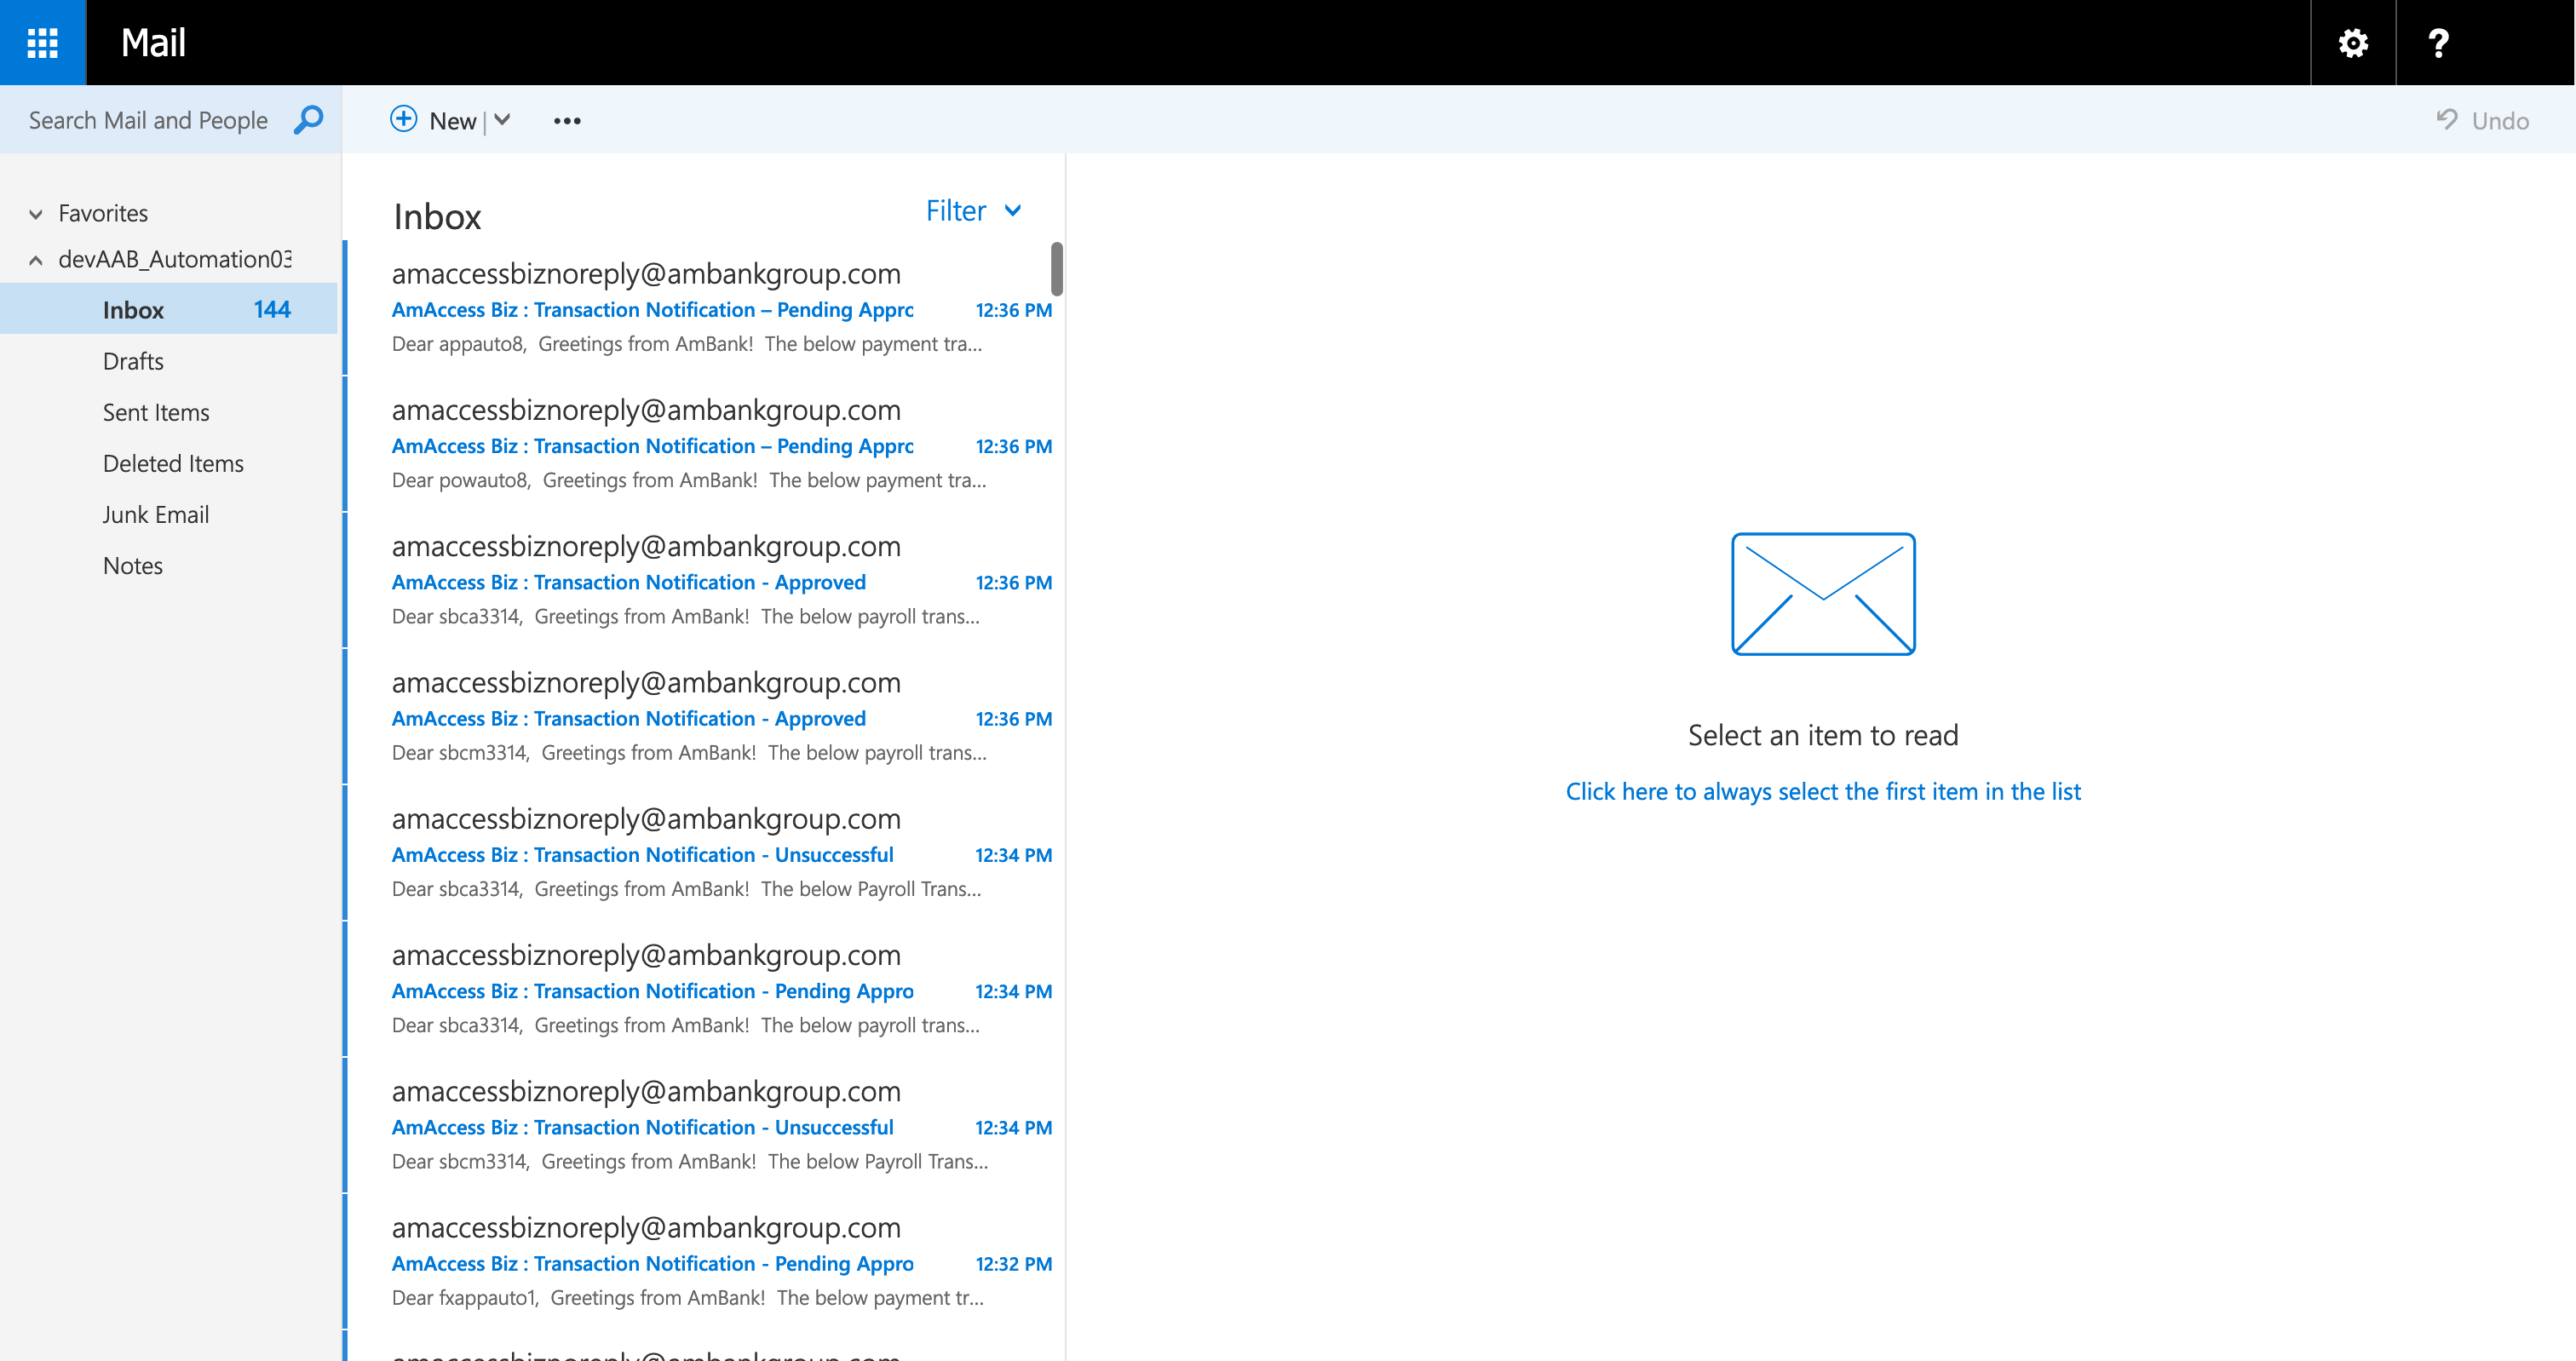 Mail
?
Search Mail and People
New
Undo
Favorites
devAAB_Automation03
Inbox 144
Drafts
Sent Items
Deleted Items
Junk Email
Notes
Inbox
Filter
amaccessbiznoreply@ambankgroup.com
AmAccess Biz : Transaction Notification – Pending Appro 12:36 PM
Dear appauto8, Greetings from AmBank! The below payment tra...
amaccessbiznoreply@ambankgroup.com
AmAccess Biz : Transaction Notification – Pending Appro 12:36 PM
Dear powauto8, Greetings from AmBank! The below payment tra...
amaccessbiznoreply@ambankgroup.com
AmAccess Biz : Transaction Notification - Approved 12:36 PM
Dear sbca3314, Greetings from AmBank! The below payroll trans...
amaccessbiznoreply@ambankgroup.com
AmAccess Biz : Transaction Notification - Approved 12:36 PM
Dear sbcm3314, Greetings from AmBank! The below payroll trans...
amaccessbiznoreply@ambankgroup.com
AmAccess Biz : Transaction Notification - Unsuccessful 12:34 PM
Dear sbca3314, Greetings from AmBank! The below Payroll Trans...
amaccessbiznoreply@ambankgroup.com
AmAccess Biz : Transaction Notification - Pending Appro 12:34 PM
Dear sbca3314, Greetings from AmBank! The below payroll trans...
amaccessbiznoreply@ambankgroup.com
AmAccess Biz : Transaction Notification - Unsuccessful 12:34 PM
Dear sbcm3314, Greetings from AmBank! The below Payroll Trans...
amaccessbiznoreply@ambankgroup.com
AmAccess Biz : Transaction Notification - Pending Appro 12:32 PM
Dear fxappauto1, Greetings from AmBank! The below payment tr...
Select an item to read
Click here to always select the first item in the list